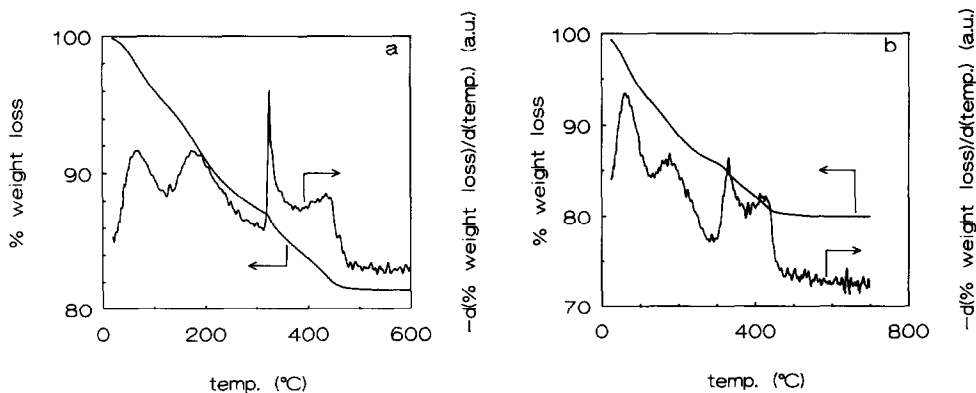 a
100
90
80
% weight loss
0
200
400
600
temp. (°C)
-d(% weight loss)/d(temp.) (a.u.)
b
100
90
80
70
% weight loss
0
400
800
temp. (°C)
-d(% weight loss)/d(temp.) (a.u.)